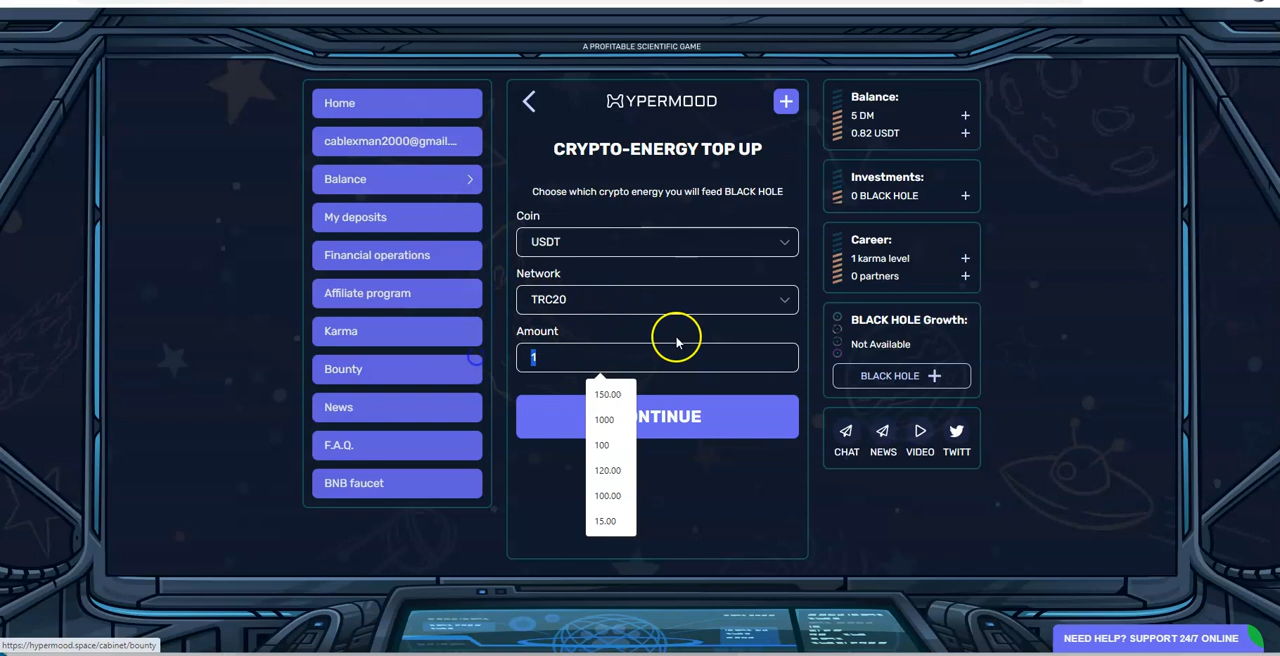 A PROFITABLE SCIENTIFIC GAME
Home
cablexman2000@gmail....
Balance
My deposits
Financial operations
Affiliate program
Karma
Bounty
News
F.A.Q.
BNB faucet
HYPERMOOD
CRYPTO-ENERGY TOP UP
Choose which crypto energy you will feed BLACK HOLE
Coin
USDT
Network
TRC20
Amount
1
150.00
1000
100
120.00
100.00
15.00
ONTINUE
Balance:
5 DM
0.82 USDT
Investments:
0 BLACK HOLE
Career:
1 karma level
0 partners
BLACK HOLE Growth:
Not Available
BLACK HOLE
CHAT NEWS VIDEO TWITT
https://hypermood.space/cabinet/bounty
NEED HELP? SUPPORT 24/7 ONLINE